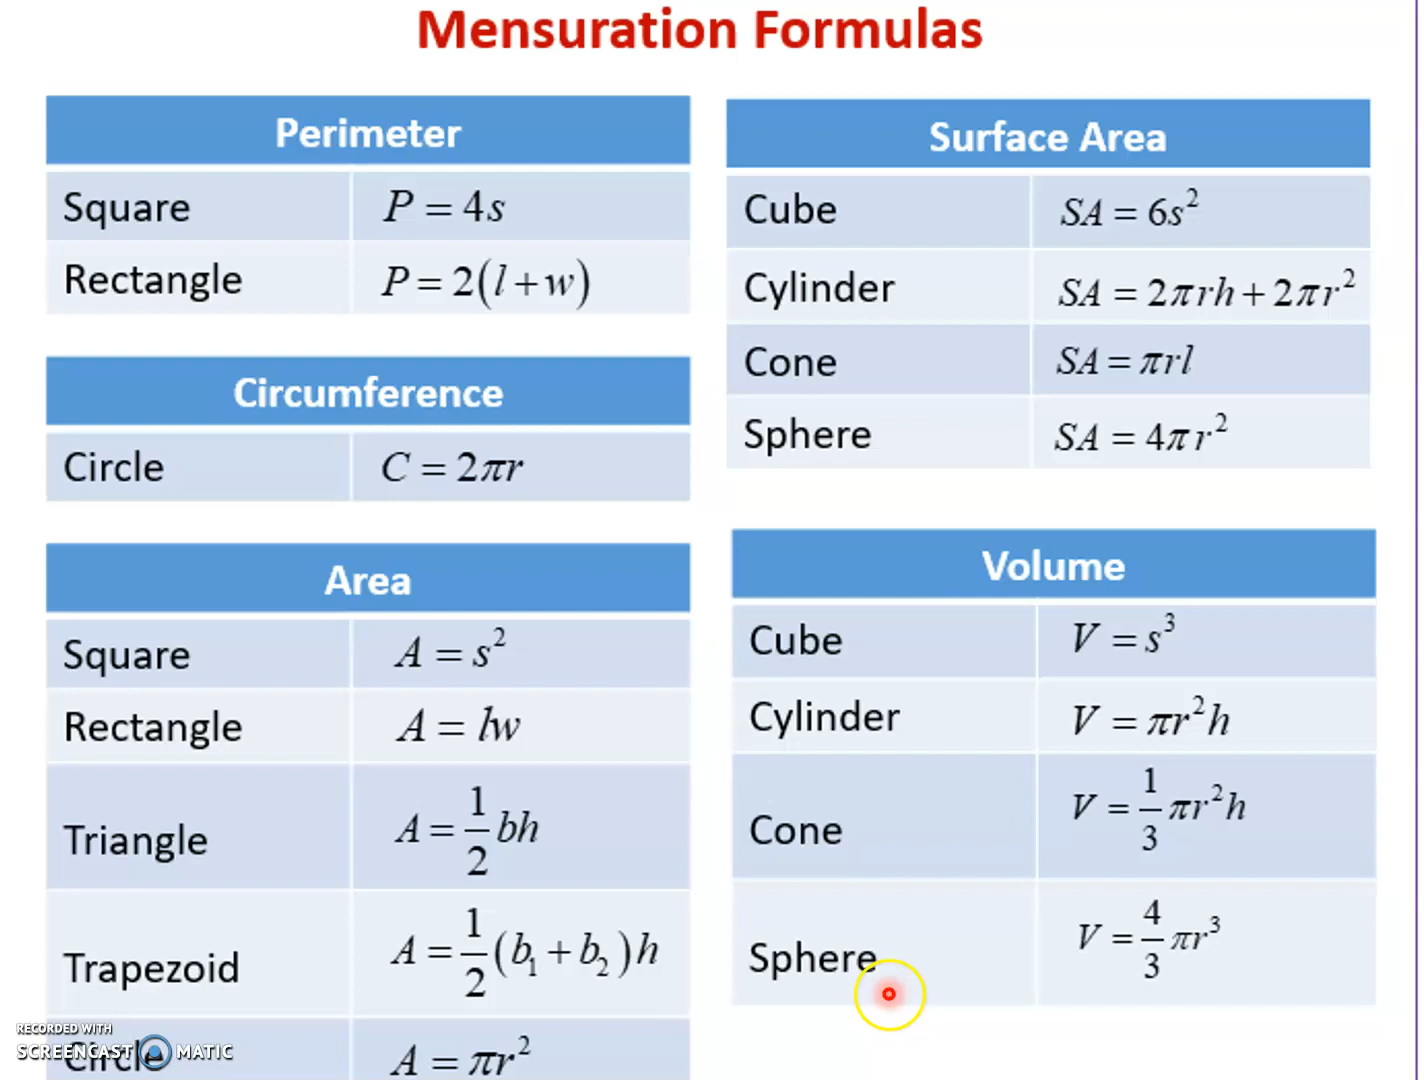 Mensuration Formulas
Perimeter
Square P = 4s
Rectangle P = 2(l + w)
Circumference
Circle C = 2πr
Area
Square A = s²
Rectangle A = lw
Triangle A = 1/2 bh
Trapezoid A = 1/2 (b₁ + b₂)h
Circle A = πr²
Surface Area
Cube SA = 6s²
Cylinder SA = 2πrh + 2πr²
Cone SA = πrl
Sphere SA = 4πr²
Volume
Cube V = s³
Cylinder V = πr²h
Cone V = 1/3 πr²h
Sphere V = 4/3 πr³
RECORDED WITH
SCREENCAST MATIC